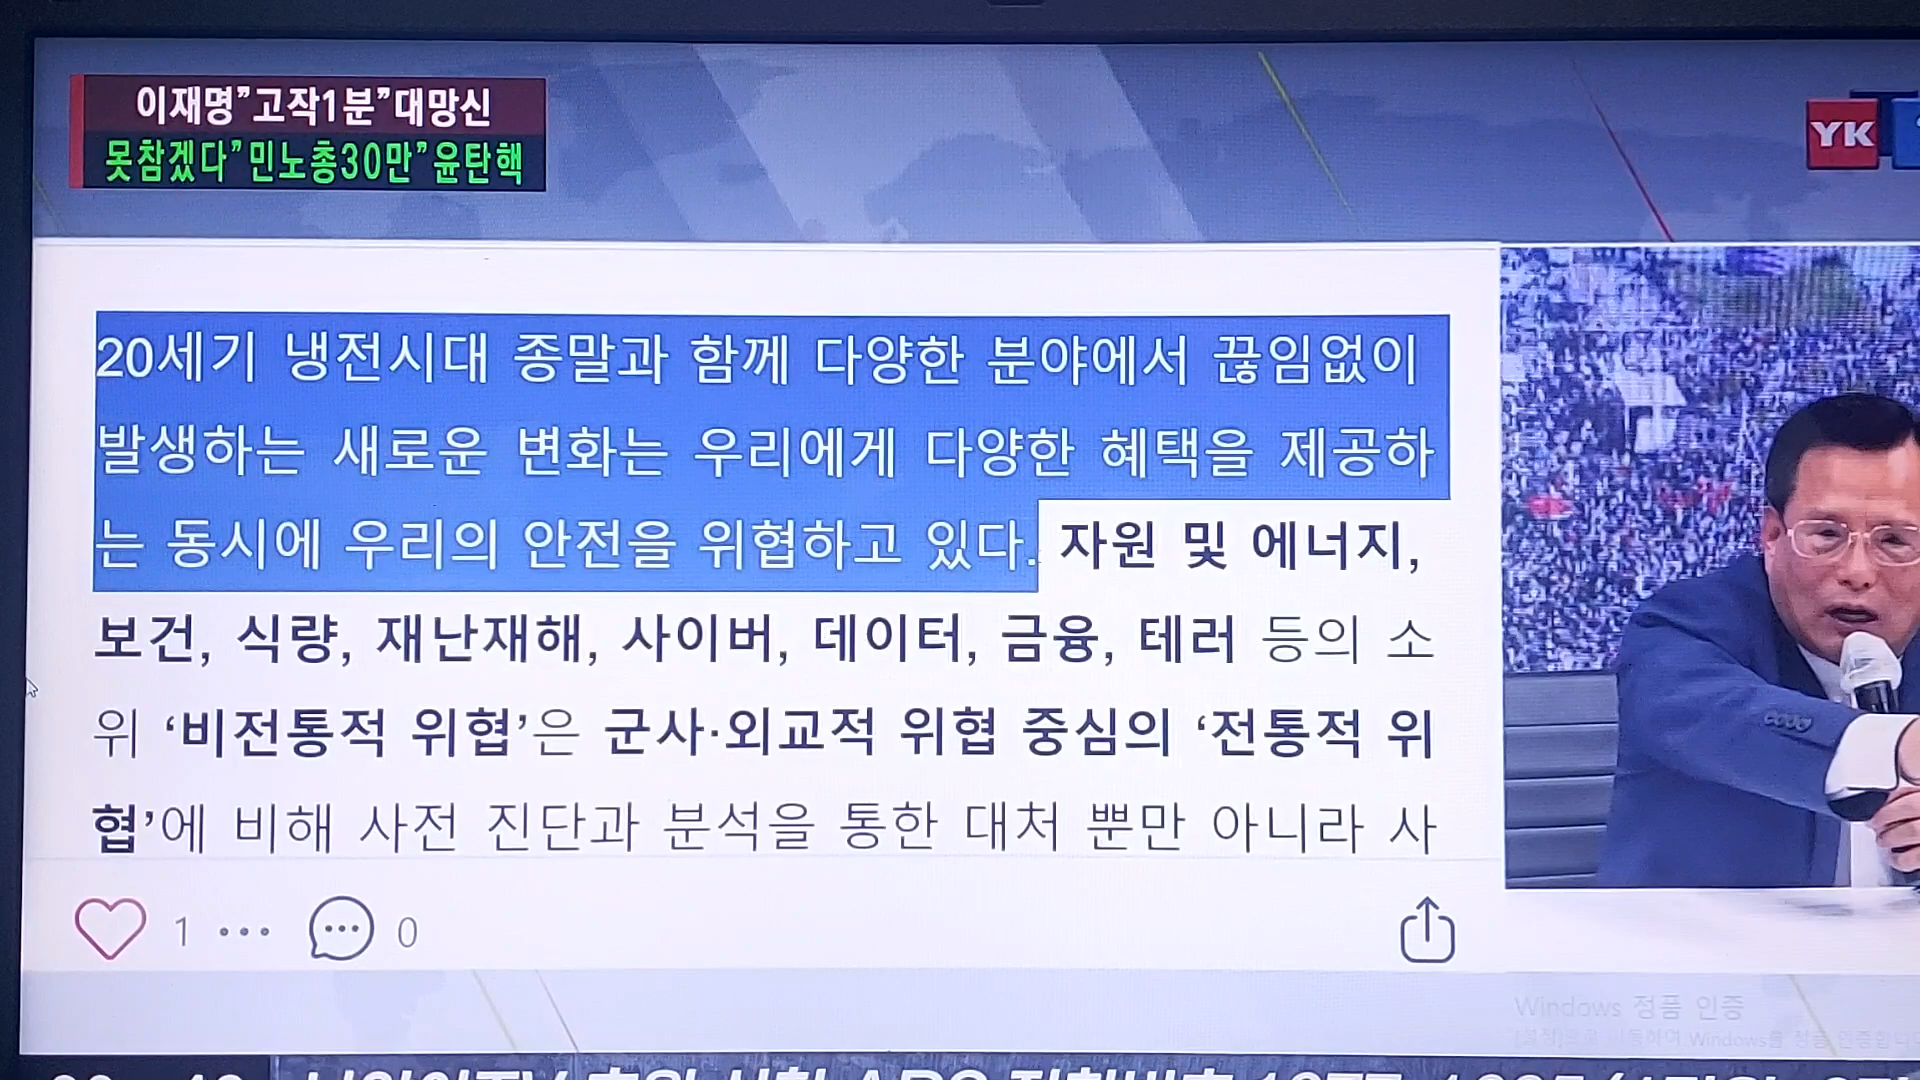 이재명"고작1분"대망신
못참겠다"민노총30만"윤탄핵
YK
20세기 냉전시대 종말과 함께 다양한 분야에서 끊임없이
발생하는 새로운 변화는 우리에게 다양한 혜택을 제공하
는 동시에 우리의 안전을 위협하고 있다. 자원 및 에너지,
보건, 식량, 재난재해, 사이버, 데이터, 금융, 테러 등의 소
위 '비전통적 위협'은 군사·외교적 위협 중심의 '전통적 위
협'에 비해 사전 진단과 분석을 통한 대처 뿐만 아니라 사
1 ··· 0
Windows 정품 인증